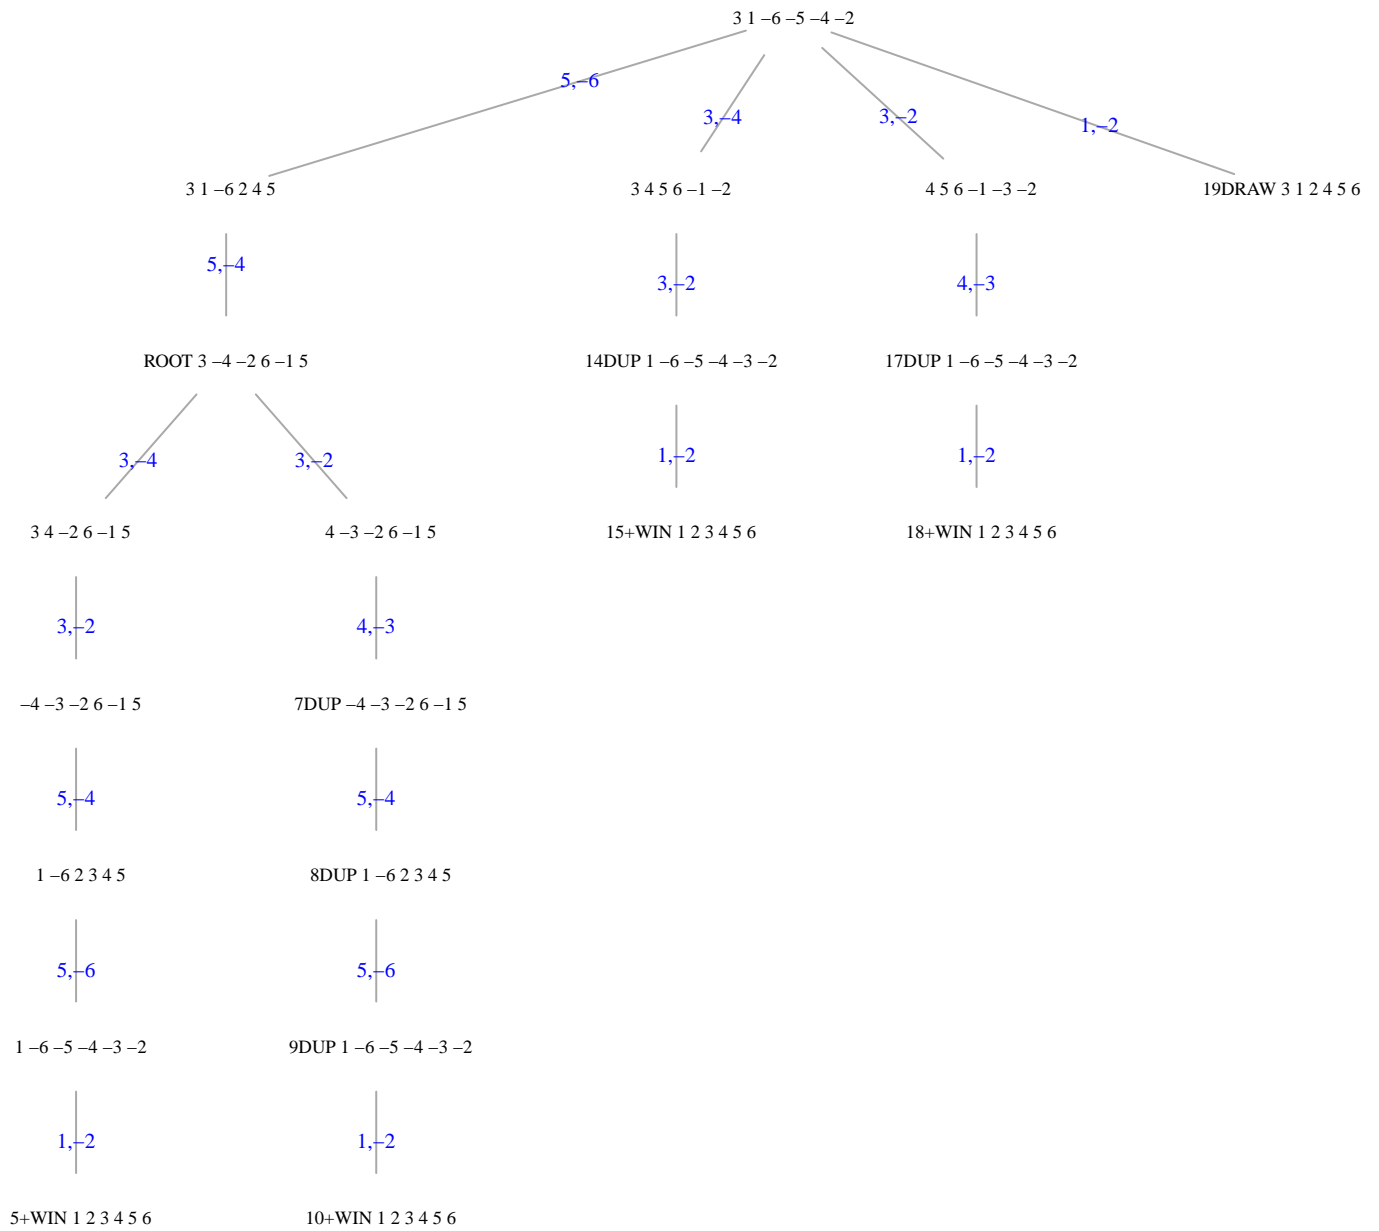 3 1 –6 –5 –4 –2
5,–6
3,–4
3,–2
1,–2
3 1 –6 2 4 5
3 4 5 6 –1 –2
4 5 6 –1 –3 –2
19DRAW 3 1 2 4 5 6
5,–4
3,–2
4,–3
ROOT 3 –4 –2 6 –1 5
14DUP 1 –6 –5 –4 –3 –2
17DUP 1 –6 –5 –4 –3 –2
3,–4
3,–2
1,–2
1,–2
3 4 –2 6 –1 5
4 –3 –2 6 –1 5
15+WIN 1 2 3 4 5 6
18+WIN 1 2 3 4 5 6
3,–2
4,–3
–4 –3 –2 6 –1 5
7DUP –4 –3 –2 6 –1 5
5,–4
5,–4
1 –6 2 3 4 5
8DUP 1 –6 2 3 4 5
5,–6
5,–6
1 –6 –5 –4 –3 –2
9DUP 1 –6 –5 –4 –3 –2
1,–2
1,–2
5+WIN 1 2 3 4 5 6
10+WIN 1 2 3 4 5 6